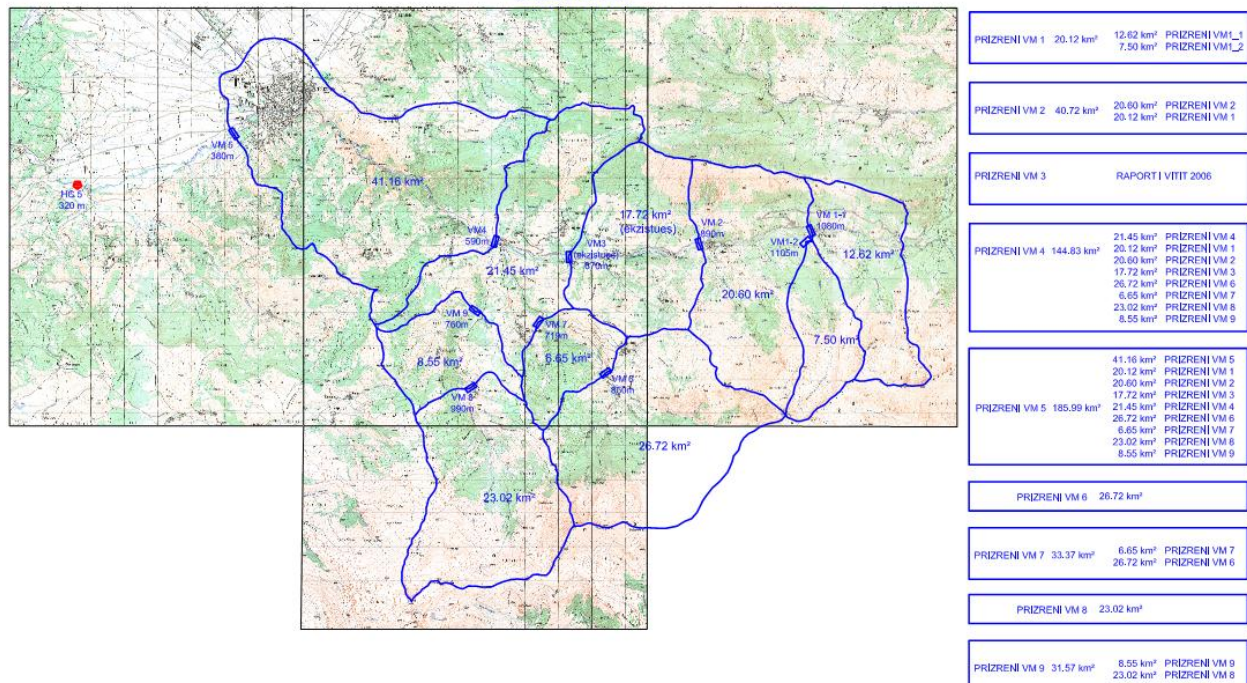 VM 5
380m
HC 5
320 m
41.16 km²
VM4
590m
21.45 km²
17.72 km²
(ekzistues)
VM3
(ekzistues)
670m
VM 2
890m
VM 1-1
1080m
VM1-2
1105m
12.62 km²
20.60 km²
7.50 km²
VM 9
760m
VM 7
719m
8.55 km²
6.65 km²
VM 8
990m
VM 6
860m
26.72 km²
23.02 km²
PRIZRENI VM 1 20.12 km² 12.62 km² PRIZRENI VM1_1
7.50 km² PRIZRENI VM1_2
PRIZRENI VM 2 40.72 km² 20.60 km² PRIZRENI VM 2
20.12 km² PRIZRENI VM 1
PRIZRENI VM 3 RAPORT I VITIT 2006
PRIZRENI VM 4 144.83 km²
21.45 km² PRIZRENI VM 4
20.12 km² PRIZRENI VM 1
20.60 km² PRIZRENI VM 2
17.72 km² PRIZRENI VM 3
26.72 km² PRIZRENI VM 6
6.65 km² PRIZRENI VM 7
23.02 km² PRIZRENI VM 8
8.55 km² PRIZRENI VM 9
PRIZRENI VM 5 185.99 km²
41.16 km² PRIZRENI VM 5
20.12 km² PRIZRENI VM 1
20.60 km² PRIZRENI VM 2
17.72 km² PRIZRENI VM 3
21.45 km² PRIZRENI VM 4
26.72 km² PRIZRENI VM 6
6.65 km² PRIZRENI VM 7
23.02 km² PRIZRENI VM 8
8.55 km² PRIZRENI VM 9
PRIZRENI VM 6 26.72 km²
PRIZRENI VM 7 33.37 km² 6.65 km² PRIZRENI VM 7
26.72 km² PRIZRENI VM 6
PRIZRENI VM 8 23.02 km²
PRIZRENI VM 9 31.57 km² 8.55 km² PRIZRENI VM 9
23.02 km² PRIZRENI VM 8